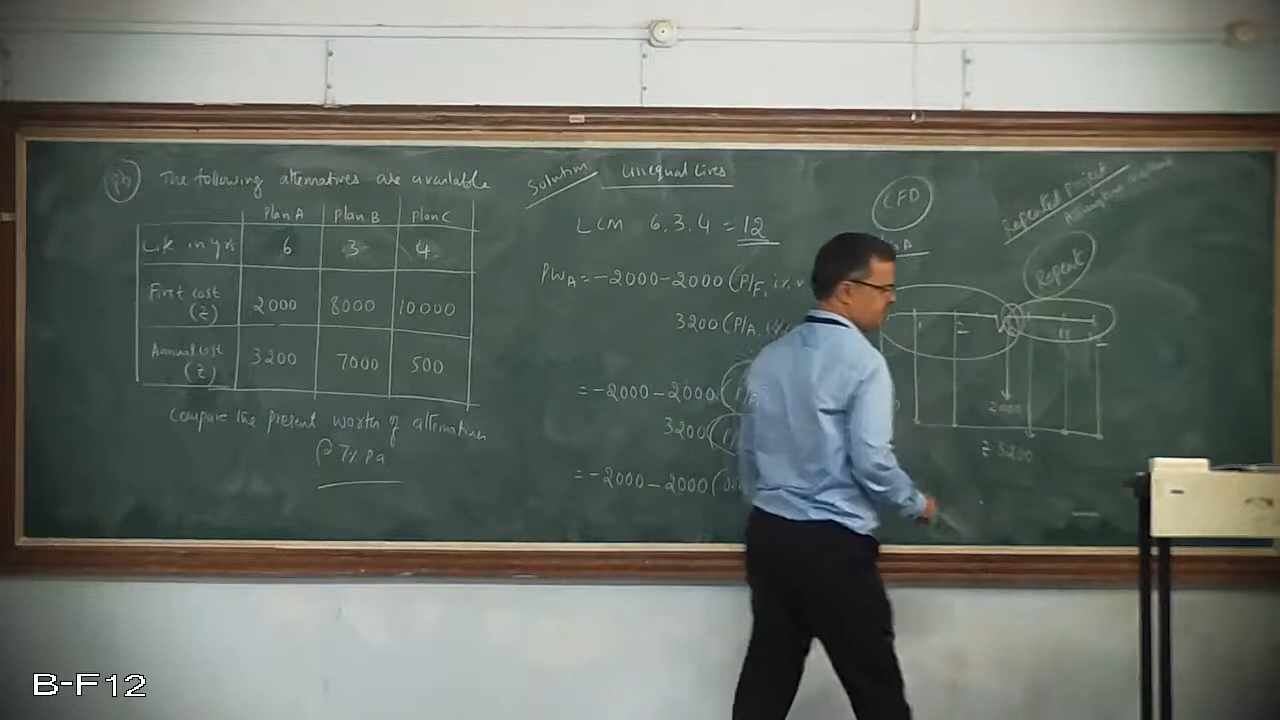 The following alternatives are available
Plan A Plan B Plan C
Life in yrs 6 3 4
First cost (₹) 2000 8000 10000
Annual cost (₹) 3200 7000 500
Compare the present worth of alternatives
@ 7% Pa
Solution Unequal Lives
LCM 6, 3, 4 = 12
PWA = -2000-2000 (P/F, i%,
3200 (P/A,
= -2000 - 2000
3200
= -2000 - 2000 (
CFD
A
Repeated project
Repeat
1 2
2000
₹ 3200
B-F12